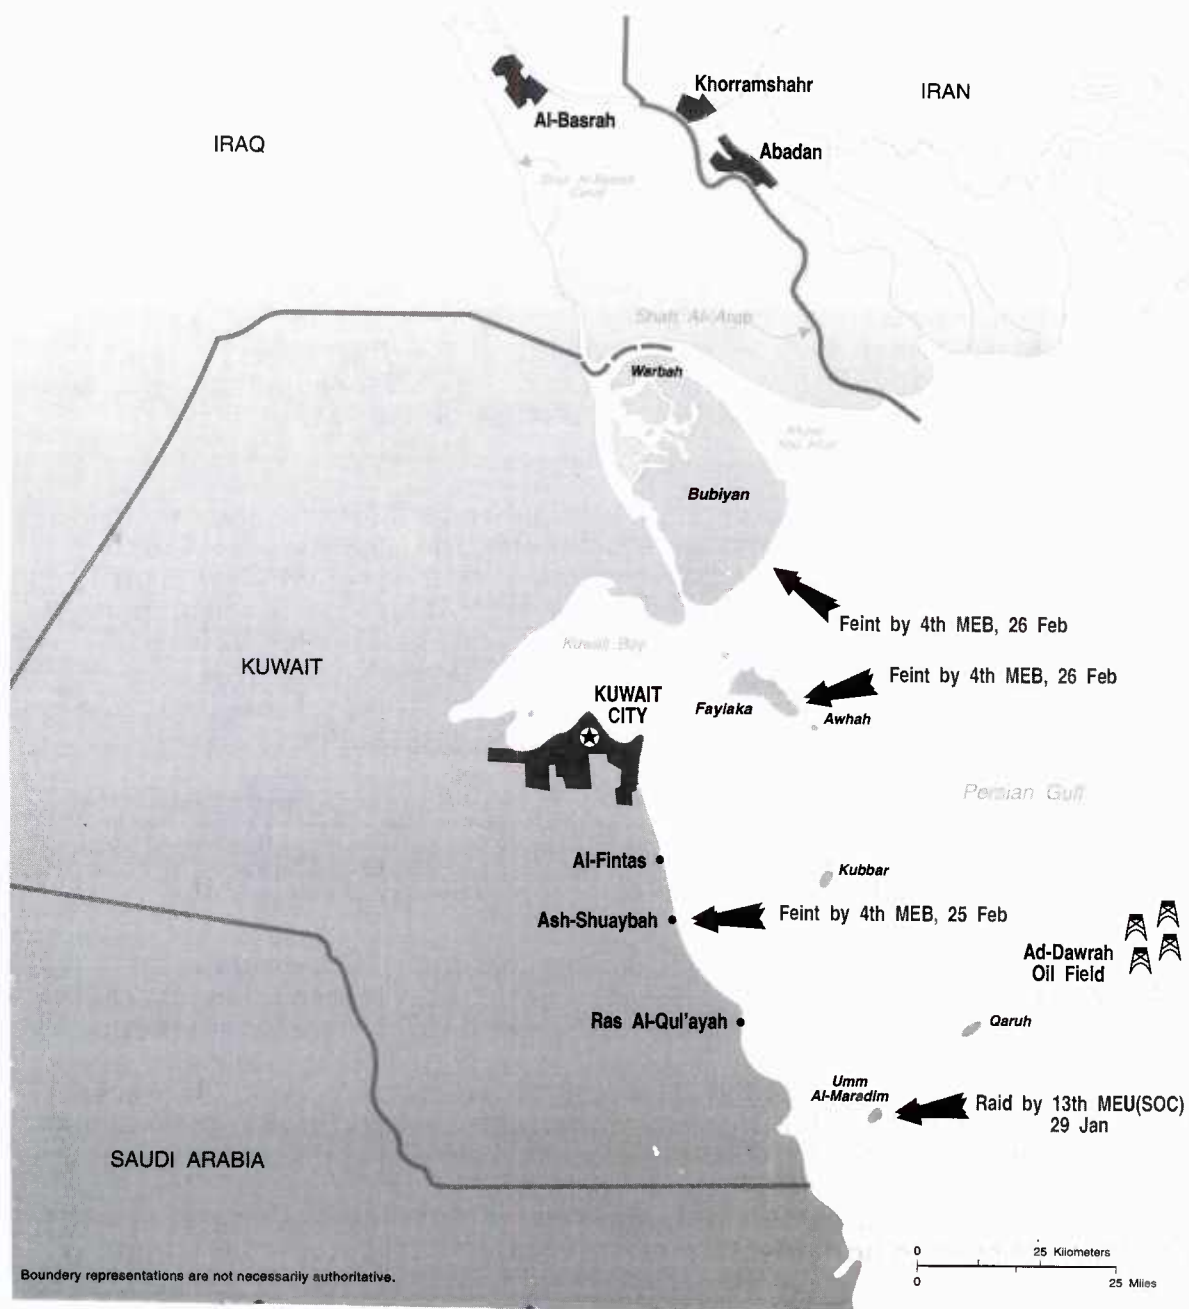 Khorramshahr
IRAN
Al-Basrah
IRAQ
Abadan
Shatt Al-Arab
Warbah
Bubiyan
Feint by 4th MEB, 26 Feb
Kuwait Bay
KUWAIT
Feint by 4th MEB, 26 Feb
KUWAIT
CITY
Faylaka
Awhah
Persian Gulf
Al-Fintas
Kubbar
Ash-Shuaybah
Feint by 4th MEB, 25 Feb
Ad-Dawrah
Oil Field
Ras Al-Qul'ayah
Qaruh
Umm
Al-Maradim
Raid by 13th MEU(SOC)
29 Jan
SAUDI ARABIA
0 25 Kilometers
0 25 Miles
Boundery representations are not necessarily authoritative.